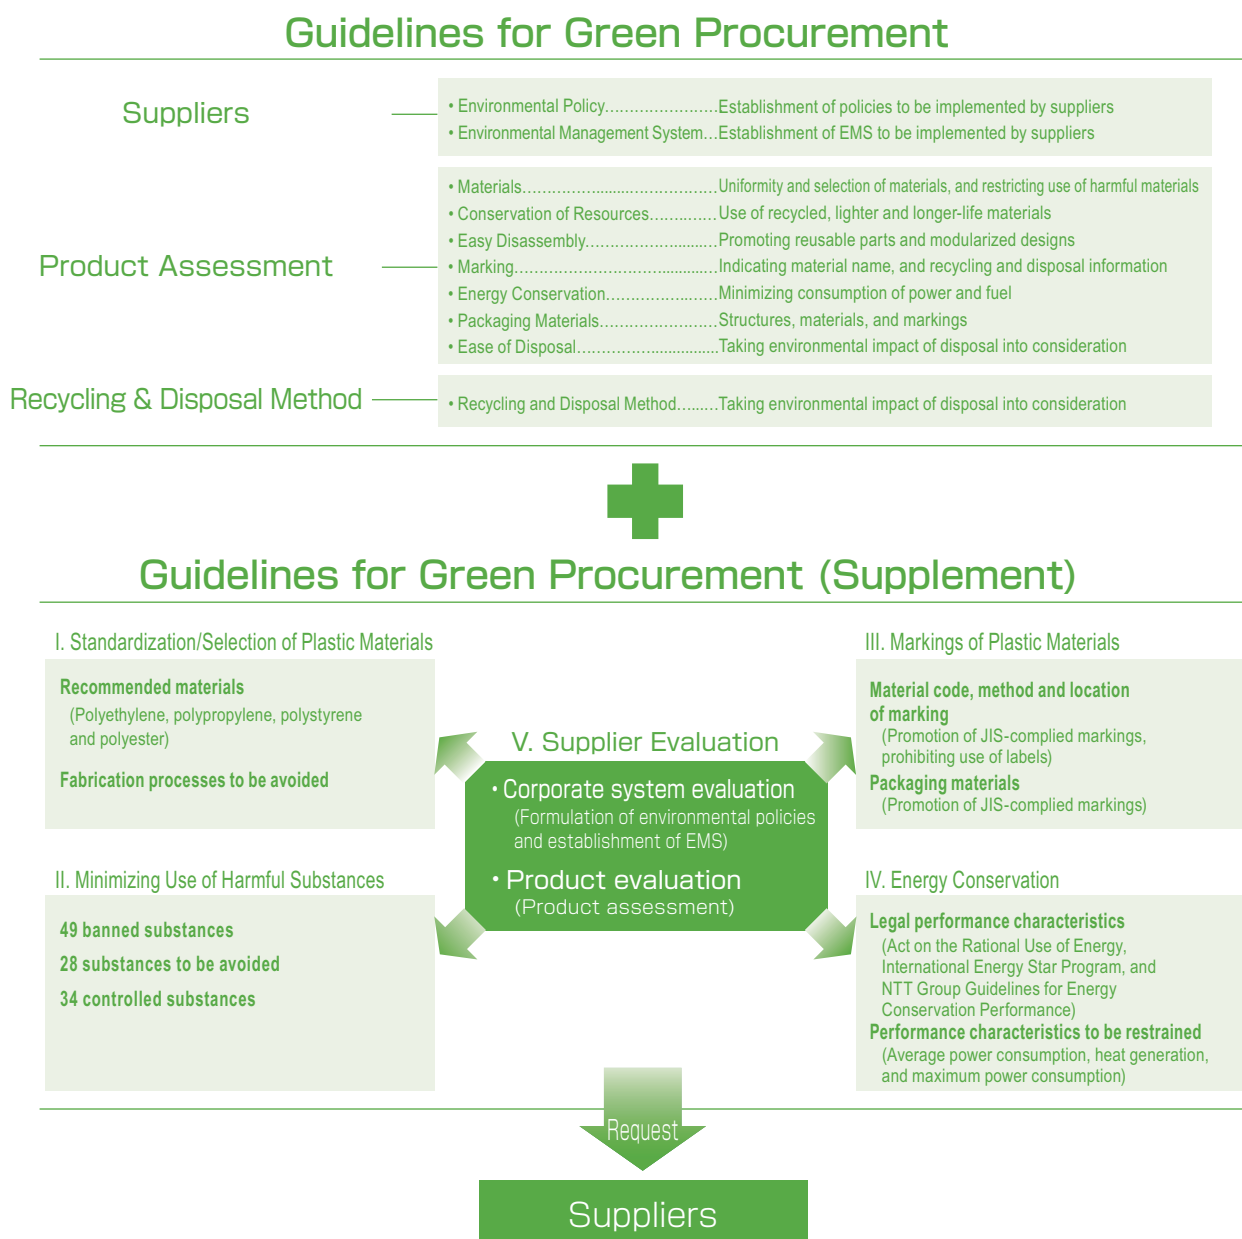 Guidelines for Green Procurement
Suppliers
• Environmental Policy.....................Establishment of policies to be implemented by suppliers
• Environmental Management System...Establishment of EMS to be implemented by suppliers
Product Assessment
• Materials....................................Uniformity and selection of materials, and restricting use of harmful materials
• Conservation of Resources.............Use of recycled, lighter and longer-life materials
• Easy Disassembly.........................Promoting reusable parts and modularized designs
• Marking......................................Indicating material name, and recycling and disposal information
• Energy Conservation.....................Minimizing consumption of power and fuel
• Packaging Materials......................Structures, materials, and markings
• Ease of Disposal...........................Taking environmental impact of disposal into consideration
Recycling & Disposal Method
• Recycling and Disposal Method........Taking environmental impact of disposal into consideration
Guidelines for Green Procurement (Supplement)
I. Standardization/Selection of Plastic Materials
Recommended materials
(Polyethylene, polypropylene, polystyrene
and polyester)
Fabrication processes to be avoided
II. Minimizing Use of Harmful Substances
49 banned substances
28 substances to be avoided
34 controlled substances
V. Supplier Evaluation
• Corporate system evaluation
(Formulation of environmental policies
and establishment of EMS)
• Product evaluation
(Product assessment)
III. Markings of Plastic Materials
Material code, method and location
of marking
(Promotion of JIS-complied markings,
prohibiting use of labels)
Packaging materials
(Promotion of JIS-complied markings)
IV. Energy Conservation
Legal performance characteristics
(Act on the Rational Use of Energy,
International Energy Star Program, and
NTT Group Guidelines for Energy
Conservation Performance)
Performance characteristics to be restrained
(Average power consumption, heat generation,
and maximum power consumption)
Request
Suppliers